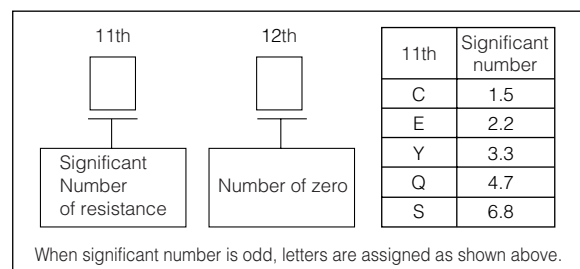 11th
12th
Significant
Number
of resistance
Number of zero
11th Significant number
C 1.5
E 2.2
Y 3.3
Q 4.7
S 6.8
When significant number is odd, letters are assigned as shown above.